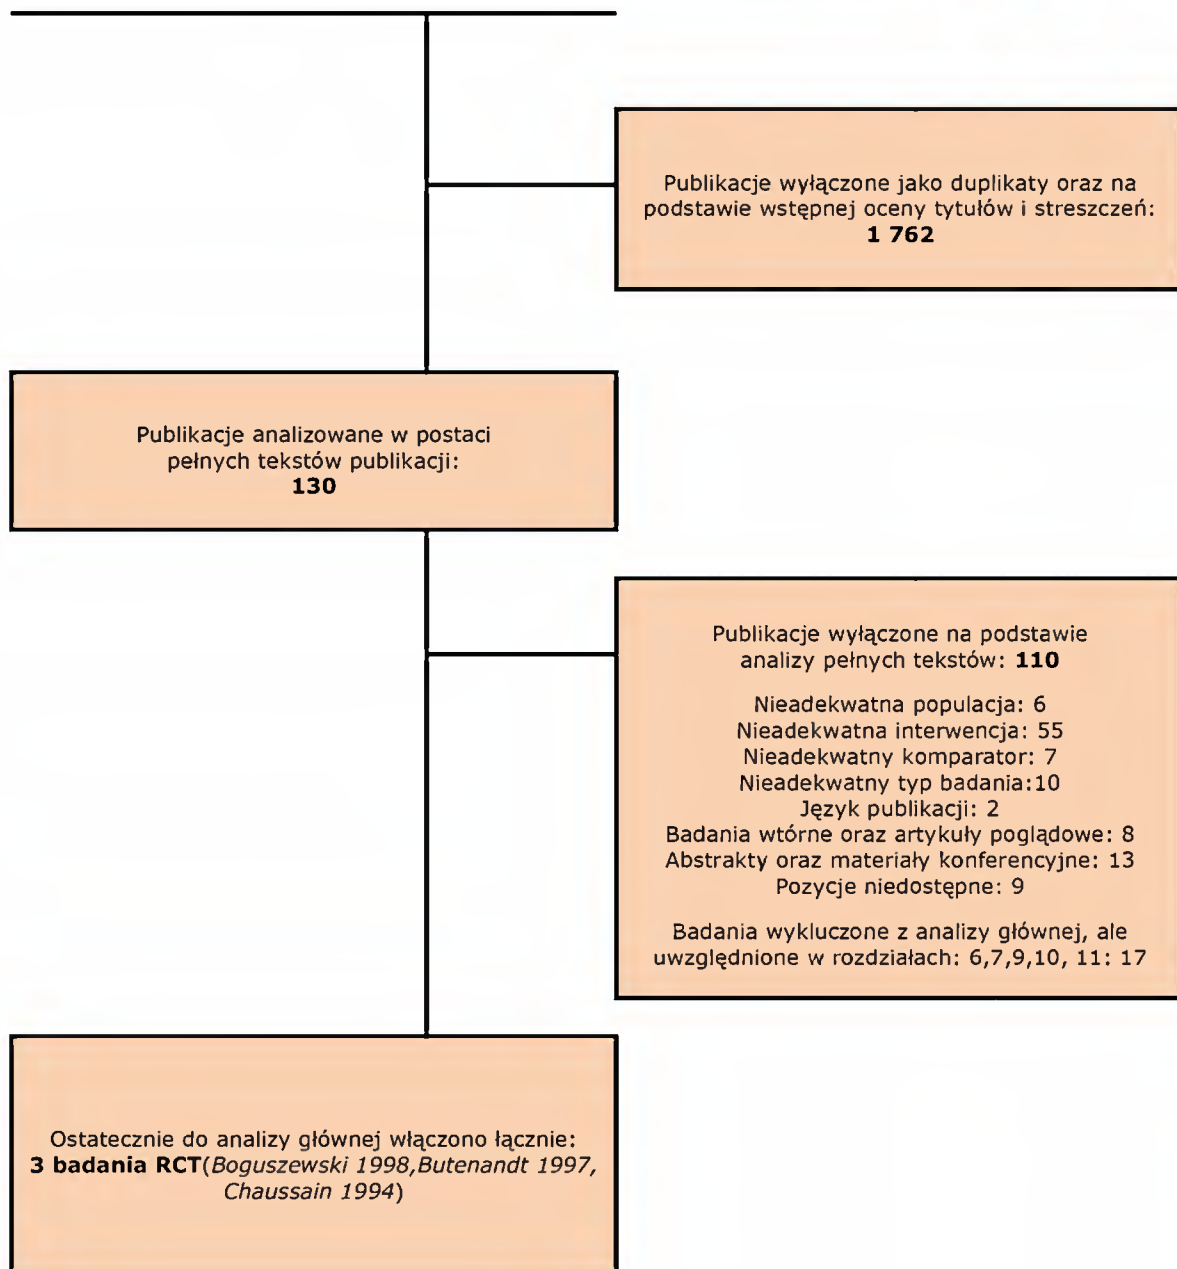 Publikacje wyłączone jako duplikaty oraz na
podstawie wstępnej oceny tytułów i streszczeń:
1 762
Publikacje analizowane w postaci
pełnych tekstów publikacji:
130
Publikacje wyłączone na podstawie
analizy pełnych tekstów: 110
Nieadekwatna populacja: 6
Nieadekwatna interwencja: 55
Nieadekwatny komparator: 7
Nieadekwatny typ badania:10
Język publikacji: 2
Badania wtórne oraz artykuły poglądowe: 8
Abstrakty oraz materiały konferencyjne: 13
Pozycje niedostępne: 9
Badania wykluczone z analizy głównej, ale
uwzględnione w rozdziałach: 6,7,9,10, 11: 17
Ostatecznie do analizy głównej włączono łącznie:
3 badania RCT(Boguszewski 1998,Butenandt 1997,
Chaussain 1994)